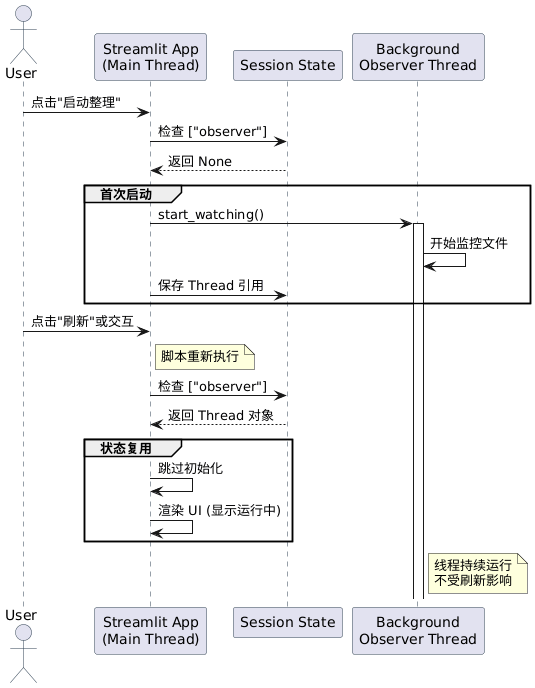 User
Streamlit App
(Main Thread)
Session State
Background
Observer Thread
点击"启动整理"
检查 ["observer"]
返回 None
首次启动
start_watching()
开始监控文件
保存 Thread 引用
点击"刷新"或交互
脚本重新执行
检查 ["observer"]
返回 Thread 对象
状态复用
跳过初始化
渲染 UI (显示运行中)
线程持续运行
不受刷新影响
User
Streamlit App
(Main Thread)
Session State
Background
Observer Thread